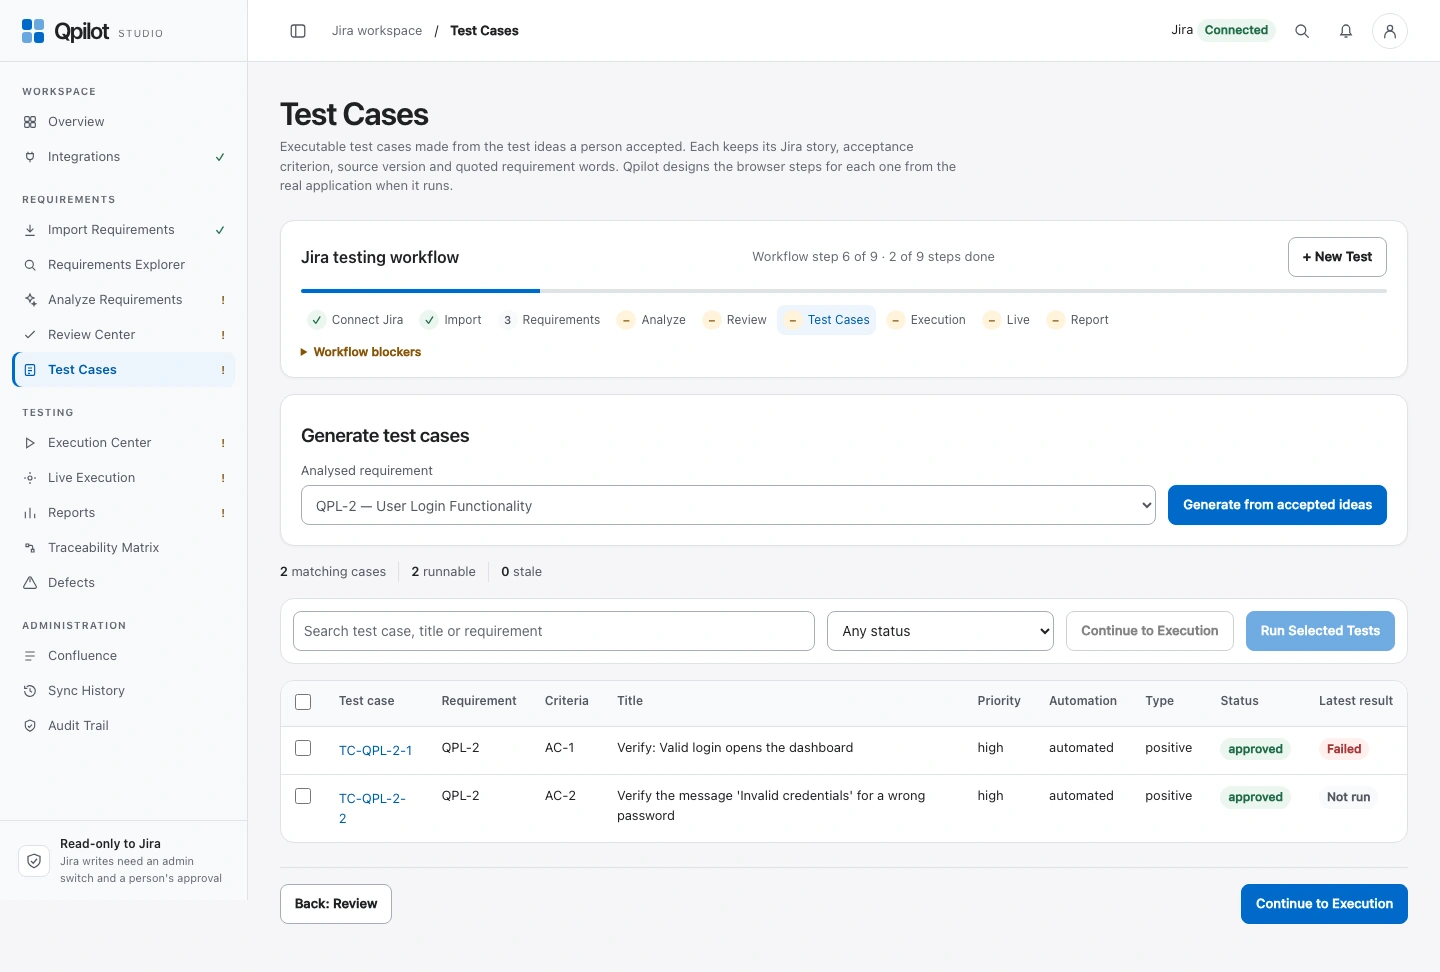 Qpilot STUDIO
Jira workspace / Test Cases
Jira Connected
WORKSPACE
Overview
Integrations
REQUIREMENTS
Import Requirements
Requirements Explorer
Analyze Requirements !
Review Center !
Test Cases !
TESTING
Execution Center !
Live Execution !
Reports !
Traceability Matrix
Defects
ADMINISTRATION
Confluence
Sync History
Audit Trail
Read-only to Jira
Jira writes need an admin
switch and a person's approval
Test Cases
Executable test cases made from the test ideas a person accepted. Each keeps its Jira story, acceptance
criterion, source version and quoted requirement words. Qpilot designs the browser steps for each one from the
real application when it runs.
Jira testing workflow
Workflow step 6 of 9 · 2 of 9 steps done
+ New Test
Connect Jira Import 3 Requirements – Analyze – Review – Test Cases – Execution – Live – Report
Workflow blockers
Generate test cases
Analysed requirement
QPL-2 — User Login Functionality
Generate from accepted ideas
2 matching cases 2 runnable 0 stale
Search test case, title or requirement
Any status
Continue to Execution
Run Selected Tests
Test case Requirement Criteria Title Priority Automation Type Status Latest result
TC-QPL-2-1 QPL-2 AC-1 Verify: Valid login opens the dashboard high automated positive approved Failed
TC-QPL-2- QPL-2 AC-2 Verify the message 'Invalid credentials' for a wrong high automated positive approved Not run
2 password
Back: Review
Continue to Execution